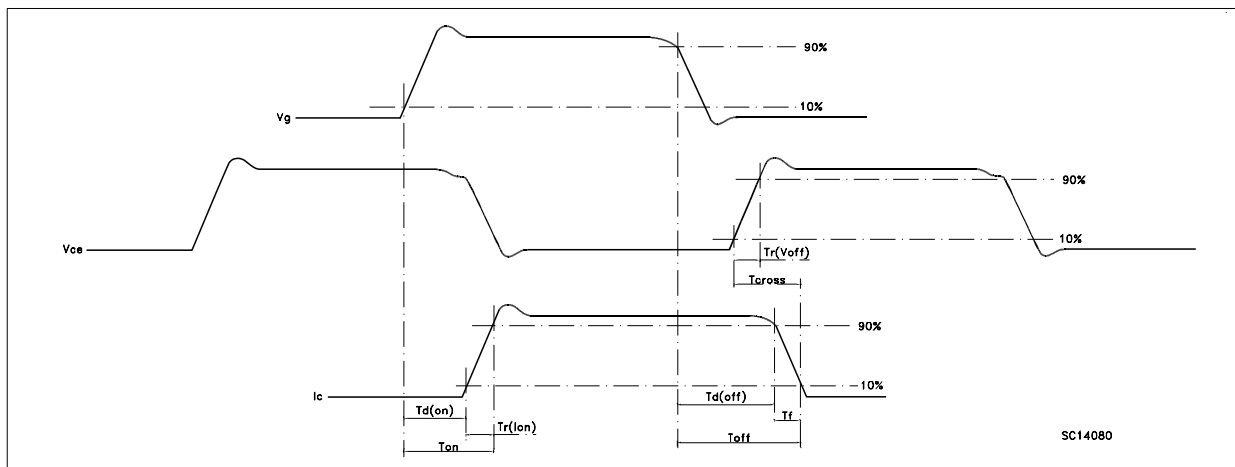 90%
10%
Vg
90%
Vce
10%
Tr(Voff)
Tcross
90%
10%
Ic
Td(on)
Td(off)
Tr(Ion)
Tf
Ton
Toff
SC14080